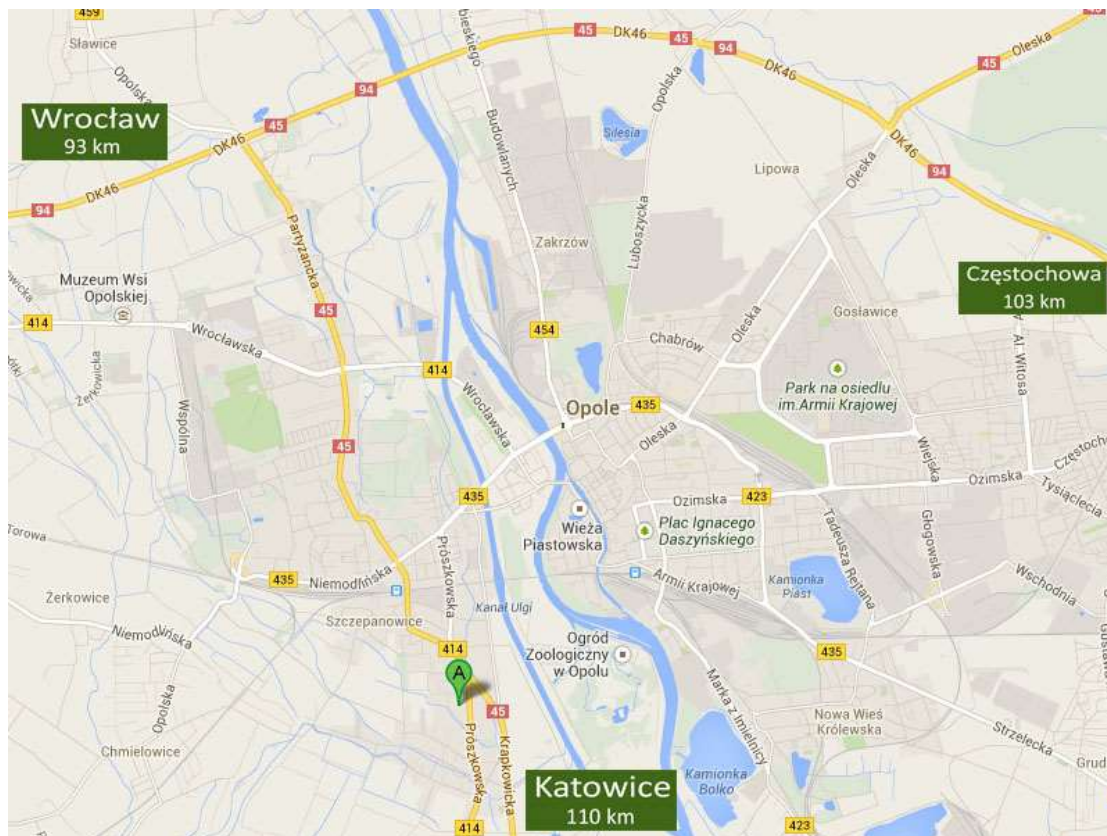 459
Sławice
Opolska
Wrocław
93 km
DK46
45
94
DK46
94
45
DK46
45
DK46
94
45
Oleska
45
bieskiego
Budowlanych
Opolska
Silesia
Lipowa
Oleska
DK46
94
Partyzancka
Zakrzów
Luboszycka
Muzeum Wsi
Opolskiej
45
414
Wrocławska
454
Chabrów
Oleska
Gosławice
Częstochowa
103 km
Al. Witosa
Żerkowicka
414
Wrocławska
Park na osiedlu
im.Armii Krajowej
Wspólna
Opole
435
Oleska
Wiejska
45
435
Ozimska
423
Ozimska
Częstocho
Tysiąclecia
Torowa
Prószkowska
Wieża
Piastowska
Plac Ignacego
Daszyńskiego
Tadeusza Rejtana
Głogowska
435
Niemodlińska
Armii Krajowej
Kamionka
Piast
Wschodnia
Żerkowice
Szczepanowice
Kanał Ulgi
Niemodlińska
414
Ogród
Zoologiczny
w Opolu
435
A
Opolska
45
Marka z Imielnicy
Nowa Wieś
Królewska
Strzelecka
Chmielowice
Prószkowska
Krapkowicka
Grud
Katowice
110 km
Kamionka
Bolko
414